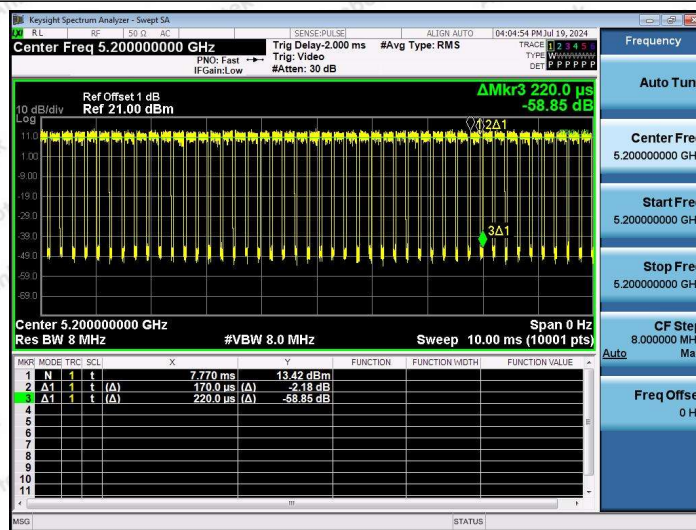 Keysight Spectrum Analyzer - Swept SA
RL RF 50 Ω AC SENSE:PULSE ALIGN AUTO 04:04:54 PM Jul 19, 2024
Center Freq 5.200000000 GHz
PNO: Fast
IFGain:Low
Trig Delay-2.000 ms
Trig: Video
#Atten: 30 dB
#Avg Type: RMS
TRACE 1 2 3 4 5 6
TYPE W
DET P P P P P P
Ref Offset 1 dB
10 dB/div Ref 21.00 dBm
Log
ΔMkr3 220.0 µs
-58.85 dB
11.0
1.00
-9.00
-19.0
-29.0
-39.0
-49.0
-59.0
-69.0
2Δ1
3Δ1
Center 5.200000000 GHz Span 0 Hz
Res BW 8 MHz #VBW 8.0 MHz Sweep 10.00 ms (10001 pts)
MKR MODE TRC SCL X Y FUNCTION FUNCTION WIDTH FUNCTION VALUE
1 N 1 t 7.770 ms 13.42 dBm
2 Δ1 1 t (Δ) 170.0 µs (Δ) -2.18 dB
3 Δ1 1 t (Δ) 220.0 µs (Δ) -58.85 dB
4
5
6
7
8
9
10
11
MSG STATUS
Frequency
Auto Tun
Center Fre
5.200000000 GH
Start Fre
5.200000000 GH
Stop Fre
5.200000000 GH
CF Step
8.000000 MH
Auto Ma
Freq Offse
0 H